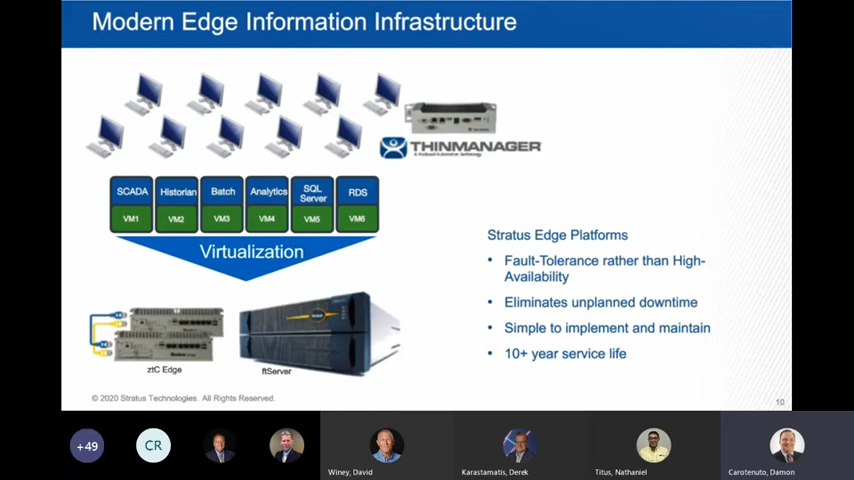 Modern Edge Information Infrastructure
THINMANAGER
SCADA
Historian
Batch
Analytics
SQL
Server
RDS
VM1
VM2
VM3
VM4
VM5
VM6
Virtualization
Stratus Edge Platforms
• Fault-Tolerance rather than High-
Availability
• Eliminates unplanned downtime
• Simple to implement and maintain
• 10+ year service life
ztC Edge
ftServer
© 2020 Stratus Technologies. All Rights Reserved.
10
+49
CR
Winey, David
Karastamatis, Derek
Titus, Nathaniel
Carotenuto, Damon